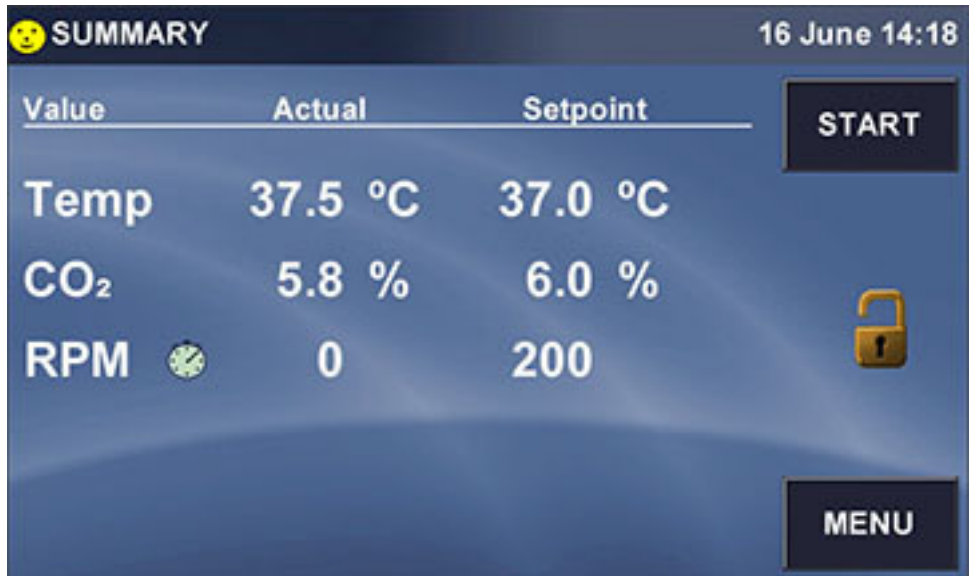 SUMMARY 16 June 14:18
Value Actual Setpoint
START
Temp 37.5 ºC 37.0 ºC
CO₂ 5.8 % 6.0 %
RPM 0 200
MENU